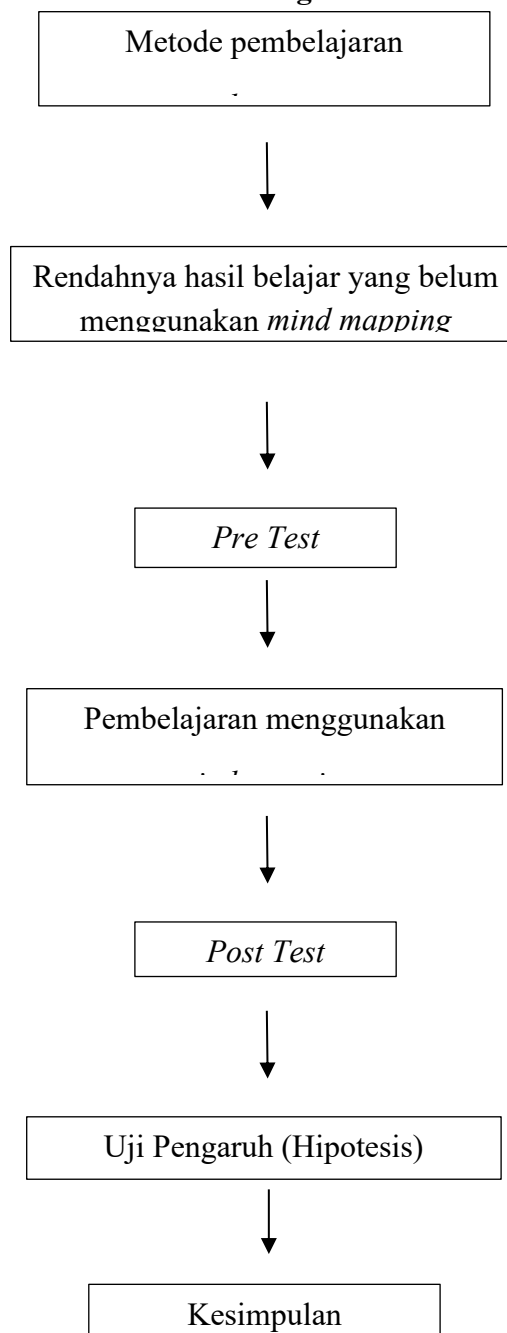 Metode pembelajaran
Rendahnya hasil belajar yang belum
menggunakan mind mapping
Pre Test
Pembelajaran menggunakan
Post Test
Uji Pengaruh (Hipotesis)
Kesimpulan